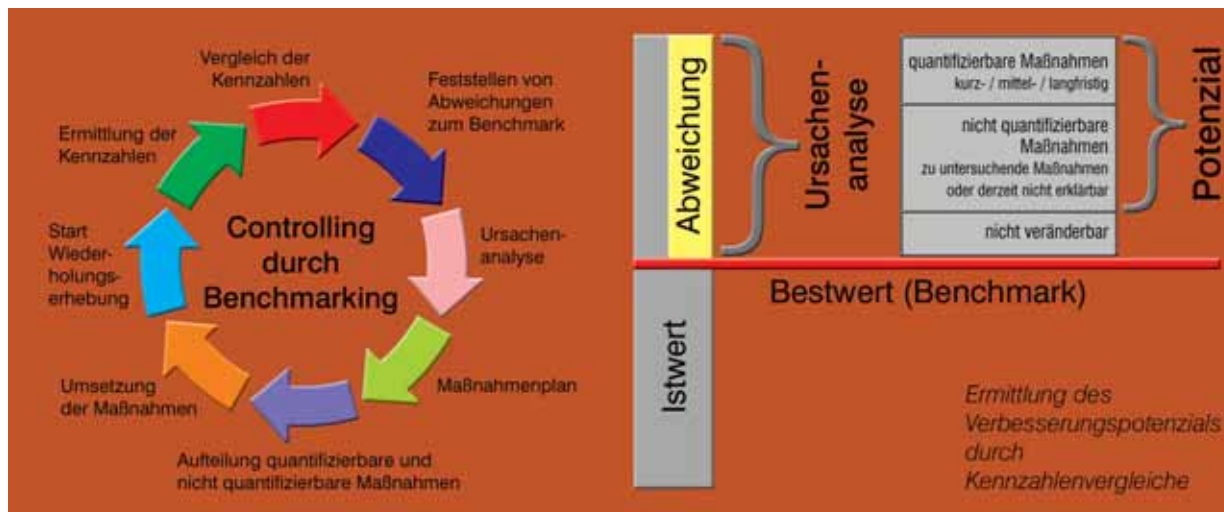 Vergleich der
Kennzahlen
Feststellen von
Abweichungen
zum Benchmark
Ursachen-
analyse
Maßnahmenplan
Aufteilung quantifizierbare und
nicht quantifizierbare Maßnahmen
Umsetzung
der Maßnahmen
Start
Wieder-
holungs-
erhebung
Ermittlung der
Kennzahlen
Controlling
durch
Benchmarking
Abweichung
Istwert
Ursachen-
analyse
quantifizierbare Maßnahmen
kurz- / mittel- / langfristig
nicht quantifizierbare
Maßnahmen
zu untersuchende Maßnahmen
oder derzeit nicht erklärbar
nicht veränderbar
Potenzial
Bestwert (Benchmark)
Ermittlung des
Verbesserungspotenzials
durch
Kennzahlenvergleiche